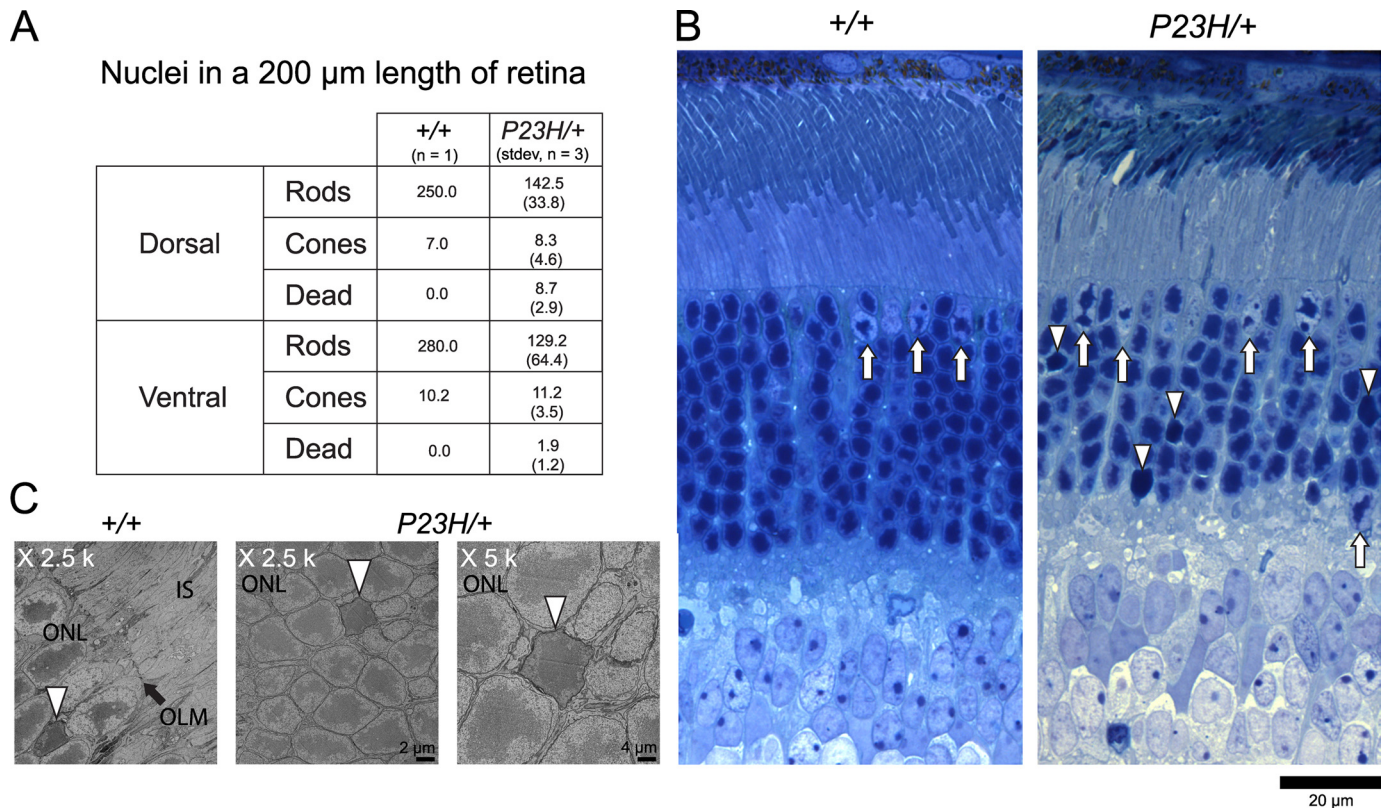 A
Nuclei in a 200 µm length of retina
+/+ P23H/+
(n = 1) (stdev, n = 3)
Dorsal
Rods 250.0 142.5
(33.8)
Cones 7.0 8.3
(4.6)
Dead 0.0 8.7
(2.9)
Ventral
Rods 280.0 129.2
(64.4)
Cones 10.2 11.2
(3.5)
Dead 0.0 1.9
(1.2)
B
+/+ P23H/+
20 µm
C
+/+ P23H/+
X 2.5 k
IS
ONL
OLM
X 2.5 k
ONL
2 µm
X 5 k
ONL
4 µm